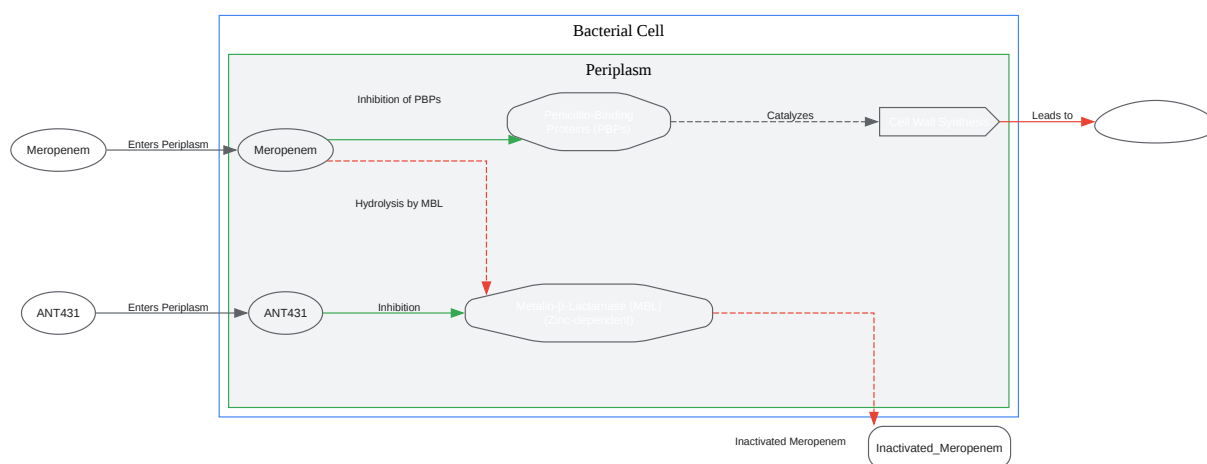 Bacterial Cell
Periplasm
Inhibition of PBPs
Penicillin-Binding
Proteins (PBPs)
Catalyzes
Cell Wall Synthesis
Leads to
Meropenem
Enters Periplasm
Meropenem
Hydrolysis by MBL
ANT431
Enters Periplasm
ANT431
Inhibition
Metallo-β-Lactamase (MBL)
(Zinc-dependent)
Inactivated Meropenem
Inactivated_Meropenem